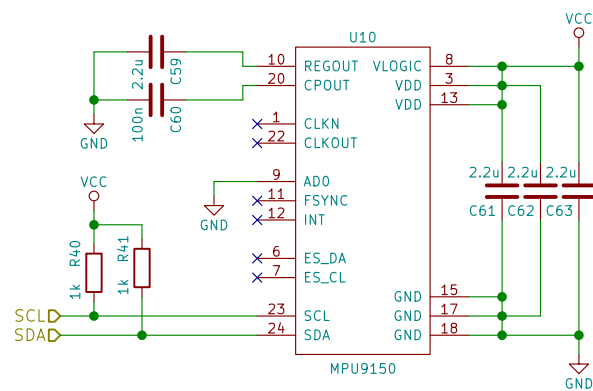 U10
VCC
2.2u C59
10 REGOUT VLOGIC 8
20 CPOUT VDD 3
VDD 13
100n C60
GND
1 CLKN
22 CLKOUT
9 AD0
11 FSYNC
12 INT
GND
2.2u 2.2u 2.2u
C61 C62 C63
VCC
R40 R41
1k 1k
6 ES_DA
7 ES_CL
GND 15
SCL 23 SCL GND 17
SDA 24 SDA GND 18
MPU9150
GND